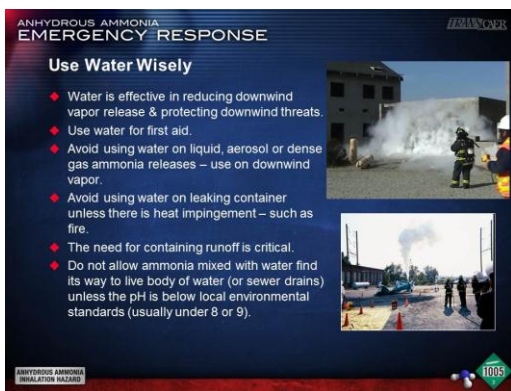 ANHYDROUS AMMONIA
EMERGENCY RESPONSE
TRANSCAER
Use Water Wisely
Water is effective in reducing downwind
vapor release & protecting downwind threats.
Use water for first aid.
Avoid using water on liquid, aerosol or dense
gas ammonia releases – use on downwind
vapor.
Avoid using water on leaking container
unless there is heat impingement – such as
fire.
The need for containing runoff is critical.
Do not allow ammonia mixed with water find
its way to live body of water (or sewer drains)
unless the pH is below local environmental
standards (usually under 8 or 9).
ANHYDROUS AMMONIA
INHALATION HAZARD
1005